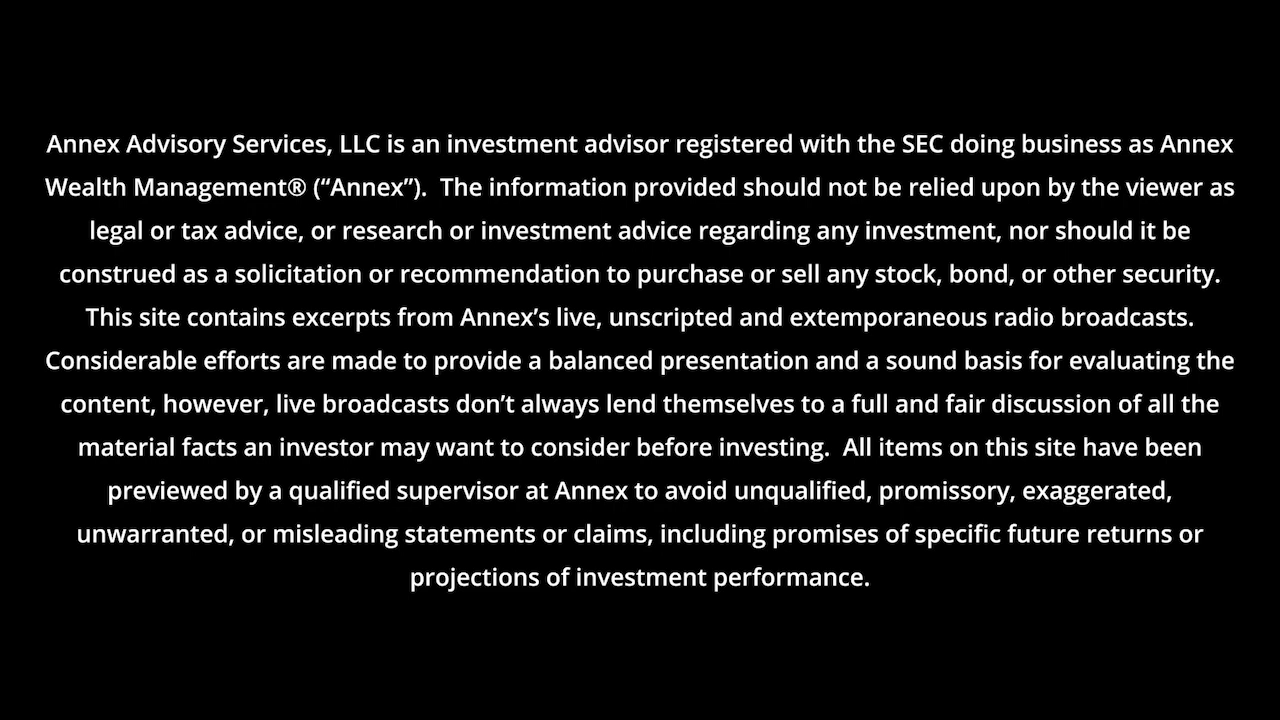 Annex Advisory Services, LLC is an investment advisor registered with the SEC doing business as Annex
Wealth Management® (“Annex”).  The information provided should not be relied upon by the viewer as
legal or tax advice, or research or investment advice regarding any investment, nor should it be
construed as a solicitation or recommendation to purchase or sell any stock, bond, or other security.
This site contains excerpts from Annex’s live, unscripted and extemporaneous radio broadcasts.
Considerable efforts are made to provide a balanced presentation and a sound basis for evaluating the
content, however, live broadcasts don’t always lend themselves to a full and fair discussion of all the
material facts an investor may want to consider before investing.  All items on this site have been
previewed by a qualified supervisor at Annex to avoid unqualified, promissory, exaggerated,
unwarranted, or misleading statements or claims, including promises of specific future returns or
projections of investment performance.